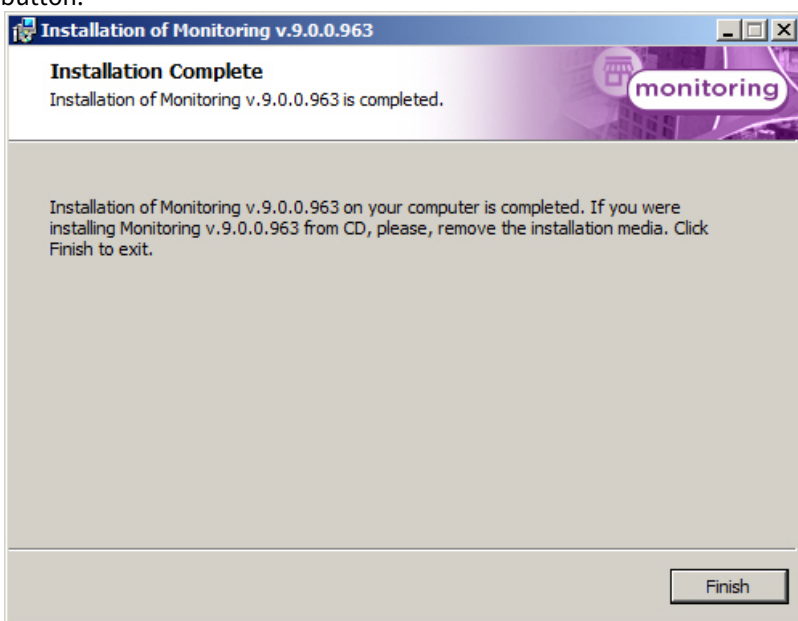 button.
Installation of Monitoring v.9.0.0.963
Installation Complete
Installation of Monitoring v.9.0.0.963 is completed.
monitoring
Installation of Monitoring v.9.0.0.963 on your computer is completed. If you were
installing Monitoring v.9.0.0.963 from CD, please, remove the installation media. Click
Finish to exit.
Finish